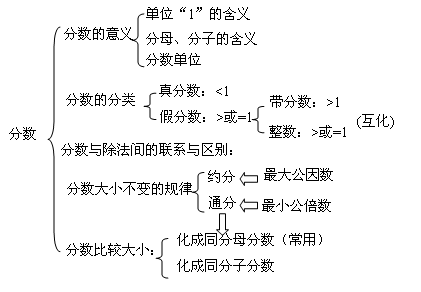 单位“1”的含义
分数的意义
分母、分子的含义
分数单位
真分数：<1
分数的分类
带分数：>1
假分数：>或=1
(互化)
整数：>或=1
分数
分数与除法间的联系与区别：
约分
最大公因数
分数大小不变的规律
通分
最小公倍数
化成同分母分数（常用）
分数比较大小：
化成同分子分数